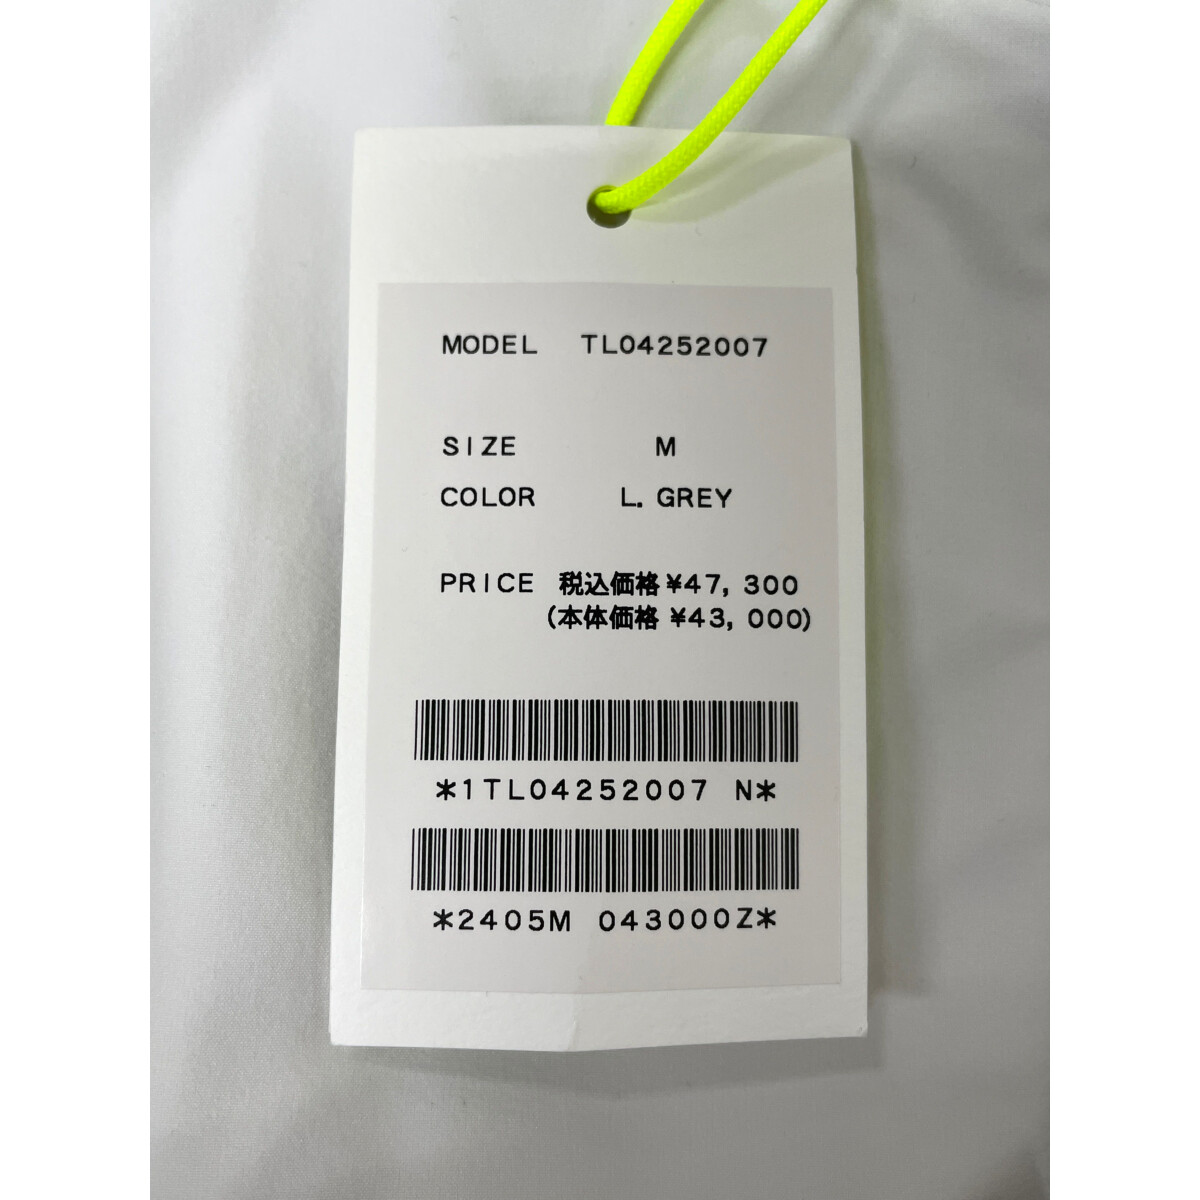 MODEL TL04252007
SIZE M
COLOR L. GREY
PRICE 税込価格 ¥47, 300
(本体価格 ¥43, 000)
*1TL04252007 N*
*2405M 043000Z*